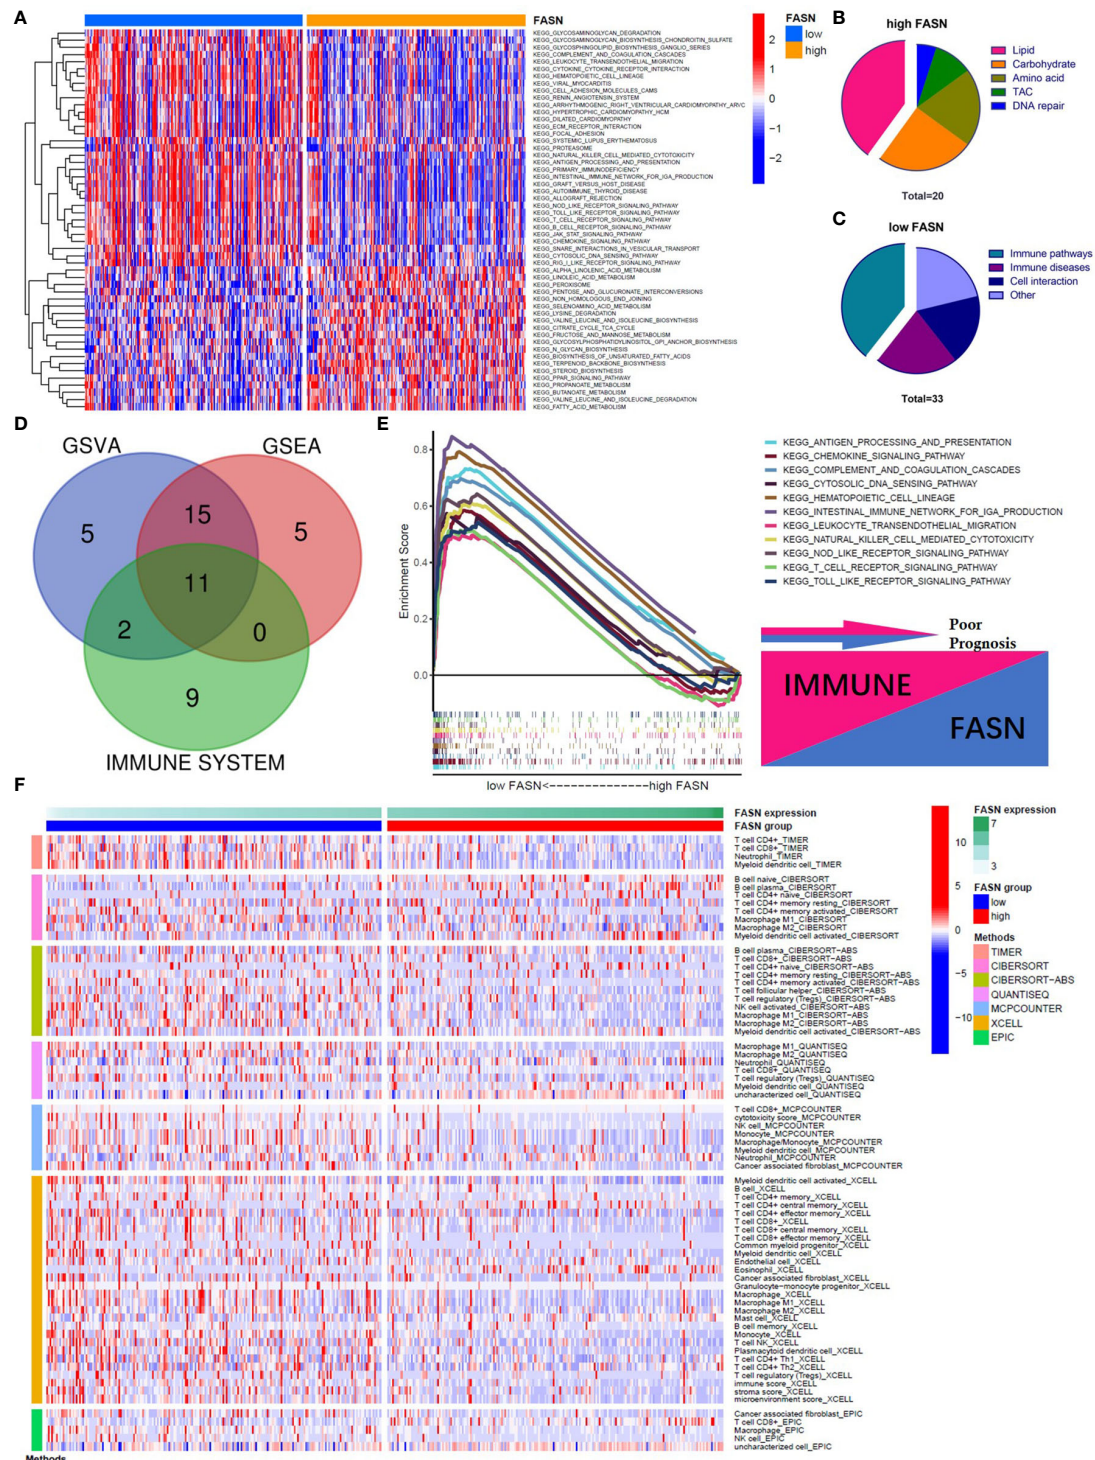 A
FASN
KEGG_GLYCOSAMINOGLYCAN_DEGRADATION
KEGG_GLYCOSAMINOGLYCAN_BIOSYNTHESIS_CHONDROITIN_SULFATE
KEGG_GLYCOSPHINGOLIPID_BIOSYNTHESIS_GANGLIO_SERIES
KEGG_COMPLEMENT_AND_COAGULATION_CASCADES
KEGG_LEUKOCYTE_TRANSENDOTHELIAL_MIGRATION
KEGG_CYTOKINE_CYTOKINE_RECEPTOR_INTERACTION
KEGG_HEMATOPOIETIC_CELL_LINEAGE
KEGG_VIRAL_MYOCARDITIS
KEGG_CELL_ADHESION_MOLECULES_CAMS
KEGG_RENIN_ANGIOTENSIN_SYSTEM
KEGG_ARRHYTHMOGENIC_RIGHT_VENTRICULAR_CARDIOMYOPATHY_ARVC
KEGG_HYPERTROPHIC_CARDIOMYOPATHY_HCM
KEGG_DILATED_CARDIOMYOPATHY
KEGG_ECM_RECEPTOR_INTERACTION
KEGG_FOCAL_ADHESION
KEGG_SYSTEMIC_LUPUS_ERYTHEMATOSUS
KEGG_PROTEASOME
KEGG_NATURAL_KILLER_CELL_MEDIATED_CYTOTOXICITY
KEGG_ANTIGEN_PROCESSING_AND_PRESENTATION
KEGG_PRIMARY_IMMUNODEFICIENCY
KEGG_INTESTINAL_IMMUNE_NETWORK_FOR_IGA_PRODUCTION
KEGG_GRAFT_VERSUS_HOST_DISEASE
KEGG_AUTOIMMUNE_THYROID_DISEASE
KEGG_ALLOGRAFT_REJECTION
KEGG_NOD_LIKE_RECEPTOR_SIGNALING_PATHWAY
KEGG_TOLL_LIKE_RECEPTOR_SIGNALING_PATHWAY
KEGG_T_CELL_RECEPTOR_SIGNALING_PATHWAY
KEGG_B_CELL_RECEPTOR_SIGNALING_PATHWAY
KEGG_JAK_STAT_SIGNALING_PATHWAY
KEGG_CHEMOKINE_SIGNALING_PATHWAY
KEGG_SNARE_INTERACTIONS_IN_VESICULAR_TRANSPORT
KEGG_CYTOSOLIC_DNA_SENSING_PATHWAY
KEGG_RIG_I_LIKE_RECEPTOR_SIGNALING_PATHWAY
KEGG_ALPHA_LINOLENIC_ACID_METABOLISM
KEGG_LINOLEIC_ACID_METABOLISM
KEGG_PEROXISOME
KEGG_PENTOSE_AND_GLUCURONATE_INTERCONVERSIONS
KEGG_NON_HOMOLOGOUS_END_JOINING
KEGG_SELENOAMINO_ACID_METABOLISM
KEGG_LYSINE_DEGRADATION
KEGG_VALINE_LEUCINE_AND_ISOLEUCINE_BIOSYNTHESIS
KEGG_CITRATE_CYCLE_TCA_CYCLE
KEGG_FRUCTOSE_AND_MANNOSE_METABOLISM
KEGG_GLYCOSYLPHOSPHATIDYLINOSITOL_GPI_ANCHOR_BIOSYNTHESIS
KEGG_N_GLYCAN_BIOSYNTHESIS
KEGG_BIOSYNTHESIS_OF_UNSATURATED_FATTY_ACIDS
KEGG_TERPENOID_BACKBONE_BIOSYNTHESIS
KEGG_STEROID_BIOSYNTHESIS
KEGG_PPAR_SIGNALING_PATHWAY
KEGG_PROPANOATE_METABOLISM
KEGG_BUTANOATE_METABOLISM
KEGG_VALINE_LEUCINE_AND_ISOLEUCINE_DEGRADATION
KEGG_FATTY_ACID_METABOLISM
2
1
0
−1
−2
FASN
low
high
B
high FASN
Lipid
Carbohydrate
Amino acid
TAC
DNA repair
Total=20
C
low FASN
Immune pathways
Immune diseases
Cell interaction
Other
Total=33
D
GSVA
GSEA
5
15
5
11
2
0
9
IMMUNE SYSTEM
E
Enrichment Score
0.8
0.6
0.4
0.2
0.0
low FASN<----------------high FASN
KEGG_ANTIGEN_PROCESSING_AND_PRESENTATION
KEGG_CHEMOKINE_SIGNALING_PATHWAY
KEGG_COMPLEMENT_AND_COAGULATION_CASCADES
KEGG_CYTOSOLIC_DNA_SENSING_PATHWAY
KEGG_HEMATOPOIETIC_CELL_LINEAGE
KEGG_INTESTINAL_IMMUNE_NETWORK_FOR_IGA_PRODUCTION
KEGG_LEUKOCYTE_TRANSENDOTHELIAL_MIGRATION
KEGG_NATURAL_KILLER_CELL_MEDIATED_CYTOTOXICITY
KEGG_NOD_LIKE_RECEPTOR_SIGNALING_PATHWAY
KEGG_T_CELL_RECEPTOR_SIGNALING_PATHWAY
KEGG_TOLL_LIKE_RECEPTOR_SIGNALING_PATHWAY
Poor
Prognosis
IMMUNE
FASN
F
FASN expression
FASN group
T cell CD4+_TIMER
T cell CD8+_TIMER
Neutrophil_TIMER
Myeloid dendritic cell_TIMER
B cell naive_CIBERSORT
B cell plasma_CIBERSORT
T cell CD4+ naive_CIBERSORT
T cell CD4+ memory resting_CIBERSORT
T cell CD4+ memory activated_CIBERSORT
Macrophage M1_CIBERSORT
Macrophage M2_CIBERSORT
Myeloid dendritic cell activated_CIBERSORT
B cell plasma_CIBERSORT−ABS
T cell CD8+_CIBERSORT−ABS
T cell CD4+ naive_CIBERSORT−ABS
T cell CD4+ memory resting_CIBERSORT−ABS
T cell CD4+ memory activated_CIBERSORT−ABS
T cell follicular helper_CIBERSORT−ABS
T cell regulatory (Tregs)_CIBERSORT−ABS
NK cell activated_CIBERSORT−ABS
Macrophage M1_CIBERSORT−ABS
Macrophage M2_CIBERSORT−ABS
Myeloid dendritic cell activated_CIBERSORT−ABS
Macrophage M1_QUANTISEQ
Macrophage M2_QUANTISEQ
Neutrophil_QUANTISEQ
T cell CD8+_QUANTISEQ
T cell regulatory (Tregs)_QUANTISEQ
Myeloid dendritic cell_QUANTISEQ
uncharacterized cell_QUANTISEQ
T cell CD8+_MCPCOUNTER
cytotoxicity score_MCPCOUNTER
NK cell_MCPCOUNTER
Monocyte_MCPCOUNTER
Macrophage/Monocyte_MCPCOUNTER
Myeloid dendritic cell_MCPCOUNTER
Neutrophil_MCPCOUNTER
Cancer associated fibroblast_MCPCOUNTER
Myeloid dendritic cell activated_XCELL
B cell_XCELL
T cell CD4+ memory_XCELL
T cell CD4+ central memory_XCELL
T cell CD4+ effector memory_XCELL
T cell CD8+_XCELL
T cell CD8+ central memory_XCELL
T cell CD8+ effector memory_XCELL
Common myeloid progenitor_XCELL
Myeloid dendritic cell_XCELL
Endothelial cell_XCELL
Eosinophil_XCELL
Cancer associated fibroblast_XCELL
Granulocyte−monocyte progenitor_XCELL
Macrophage_XCELL
Macrophage M1_XCELL
Macrophage M2_XCELL
Mast cell_XCELL
B cell memory_XCELL
Monocyte_XCELL
T cell NK_XCELL
Plasmacytoid dendritic cell_XCELL
T cell CD4+ Th1_XCELL
T cell CD4+ Th2_XCELL
T cell regulatory (Tregs)_XCELL
immune score_XCELL
stroma score_XCELL
microenvironment score_XCELL
Cancer associated fibroblast_EPIC
T cell CD8+_EPIC
Macrophage_EPIC
NK cell_EPIC
uncharacterized cell_EPIC
10
5
0
−5
−10
FASN expression
7
3
FASN group
low
high
Methods
TIMER
CIBERSORT
CIBERSORT−ABS
QUANTISEQ
MCPCOUNTER
XCELL
EPIC
Methods